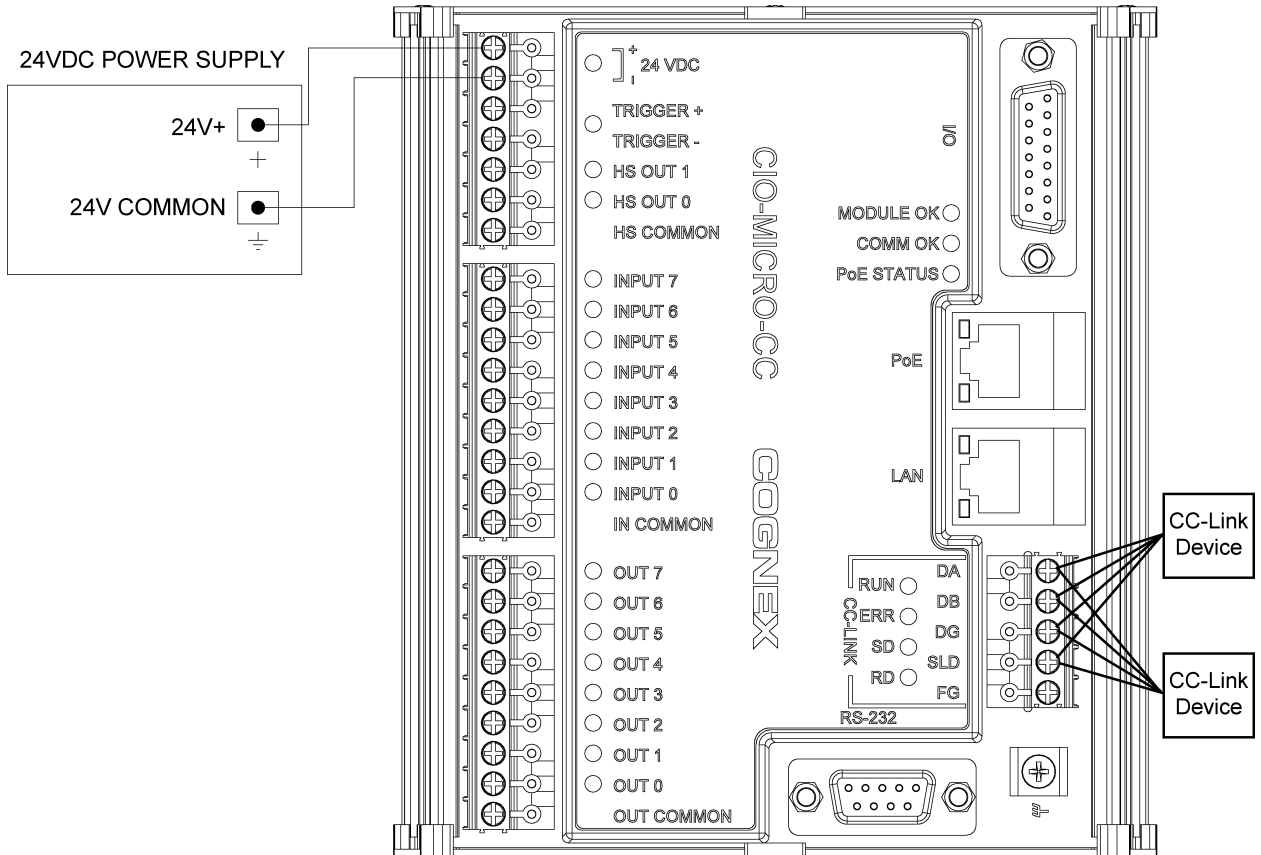 24VDC POWER SUPPLY
24V+
+
24V COMMON
+
24 VDC
-
TRIGGER +
TRIGGER -
HS OUT 1
HS OUT 0
HS COMMON
INPUT 7
INPUT 6
INPUT 5
INPUT 4
INPUT 3
INPUT 2
INPUT 1
INPUT 0
IN COMMON
OUT 7
OUT 6
OUT 5
OUT 4
OUT 3
OUT 2
OUT 1
OUT 0
OUT COMMON
CIO-MICRO-CC
COGNEX
I/O
MODULE OK
COMM OK
PoE STATUS
PoE
LAN
CC-LINK
RUN
ERR
SD
RD
DA
DB
DG
SLD
FG
RS-232
CC-Link
Device
CC-Link
Device